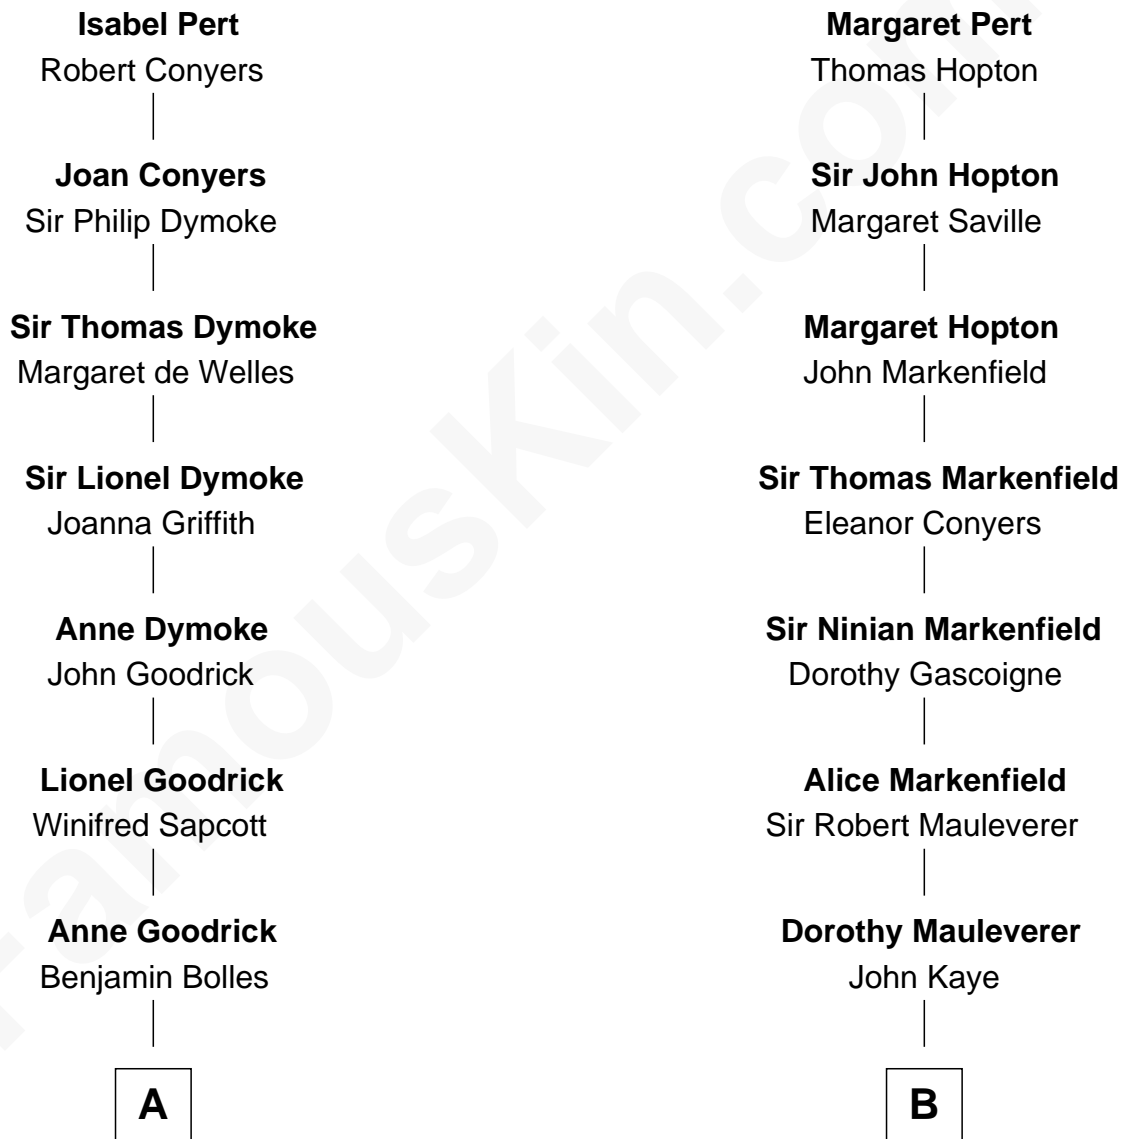 Isabel Pert
Robert Conyers
Joan Conyers
Sir Philip Dymoke
Sir Thomas Dymoke
Margaret de Welles
Sir Lionel Dymoke
Joanna Griffith
Anne Dymoke
John Goodrick
Lionel Goodrick
Winifred Sapcott
Anne Goodrick
Benjamin Bolles
A
Margaret Pert
Thomas Hopton
Sir John Hopton
Margaret Saville
Margaret Hopton
John Markenfield
Sir Thomas Markenfield
Eleanor Conyers
Sir Ninian Markenfield
Dorothy Gascoigne
Alice Markenfield
Sir Robert Mauleverer
Dorothy Mauleverer
John Kaye
B
FamousKin.com